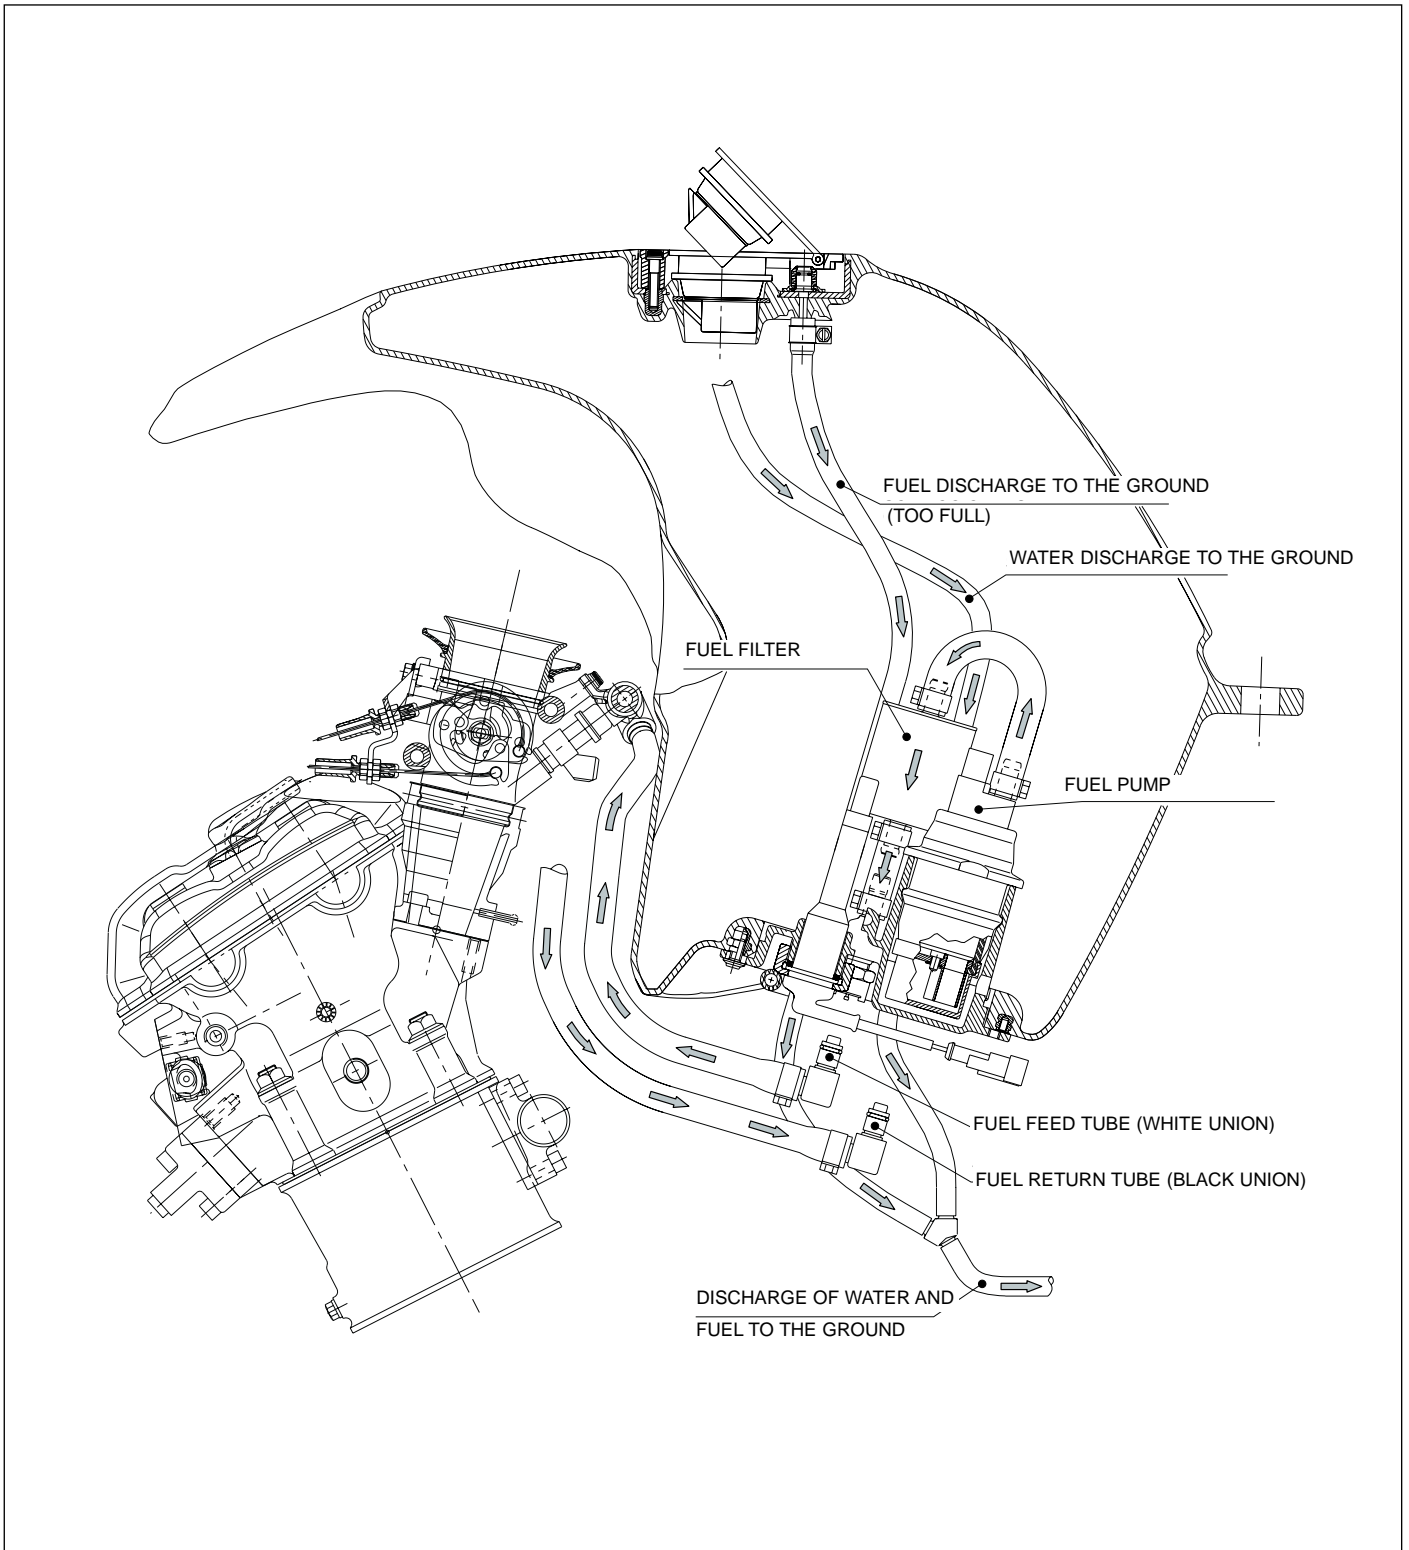 FUEL DISCHARGE TO THE GROUND
(TOO FULL)
WATER DISCHARGE TO THE GROUND
FUEL FILTER
FUEL PUMP
FUEL FEED TUBE (WHITE UNION)
FUEL RETURN TUBE (BLACK UNION)
DISCHARGE OF WATER AND
FUEL TO THE GROUND